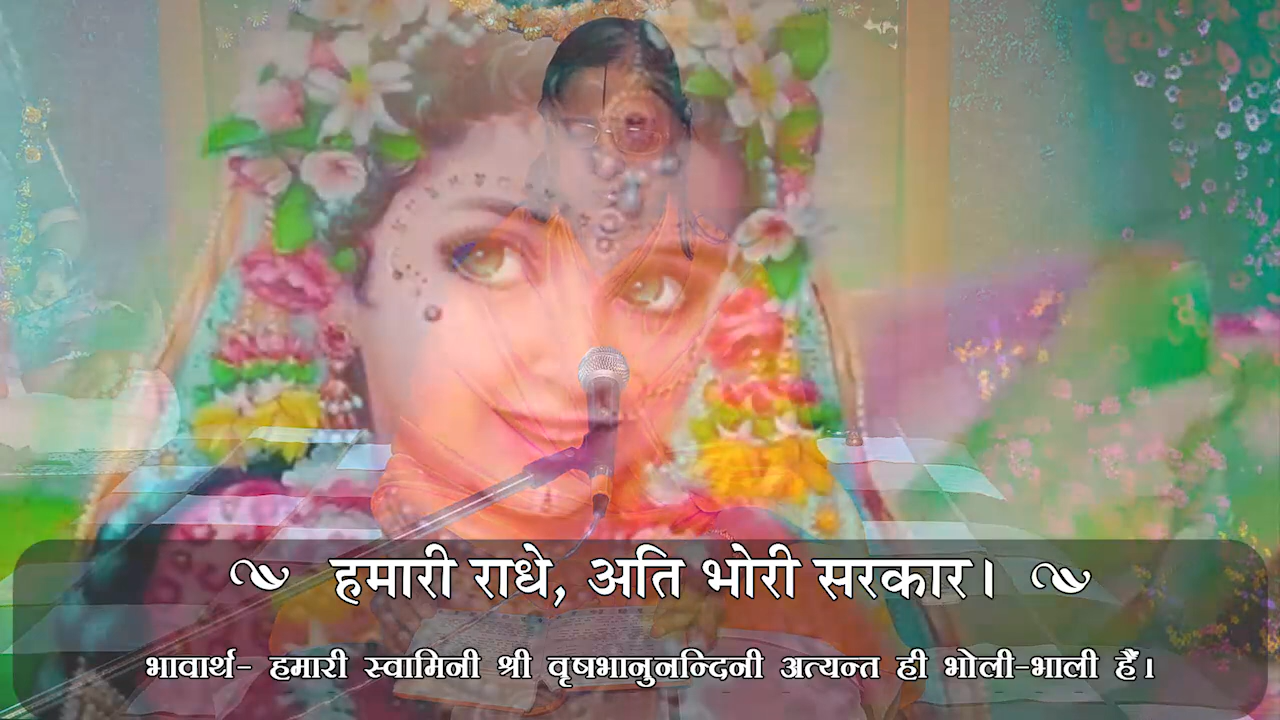 हमारी राधे, अति भोरी सरकार।
भावार्थ- हमारी स्वामिनी श्री वृषभानुनन्दिनी अत्यन्त ही भोली-भाली हैं।